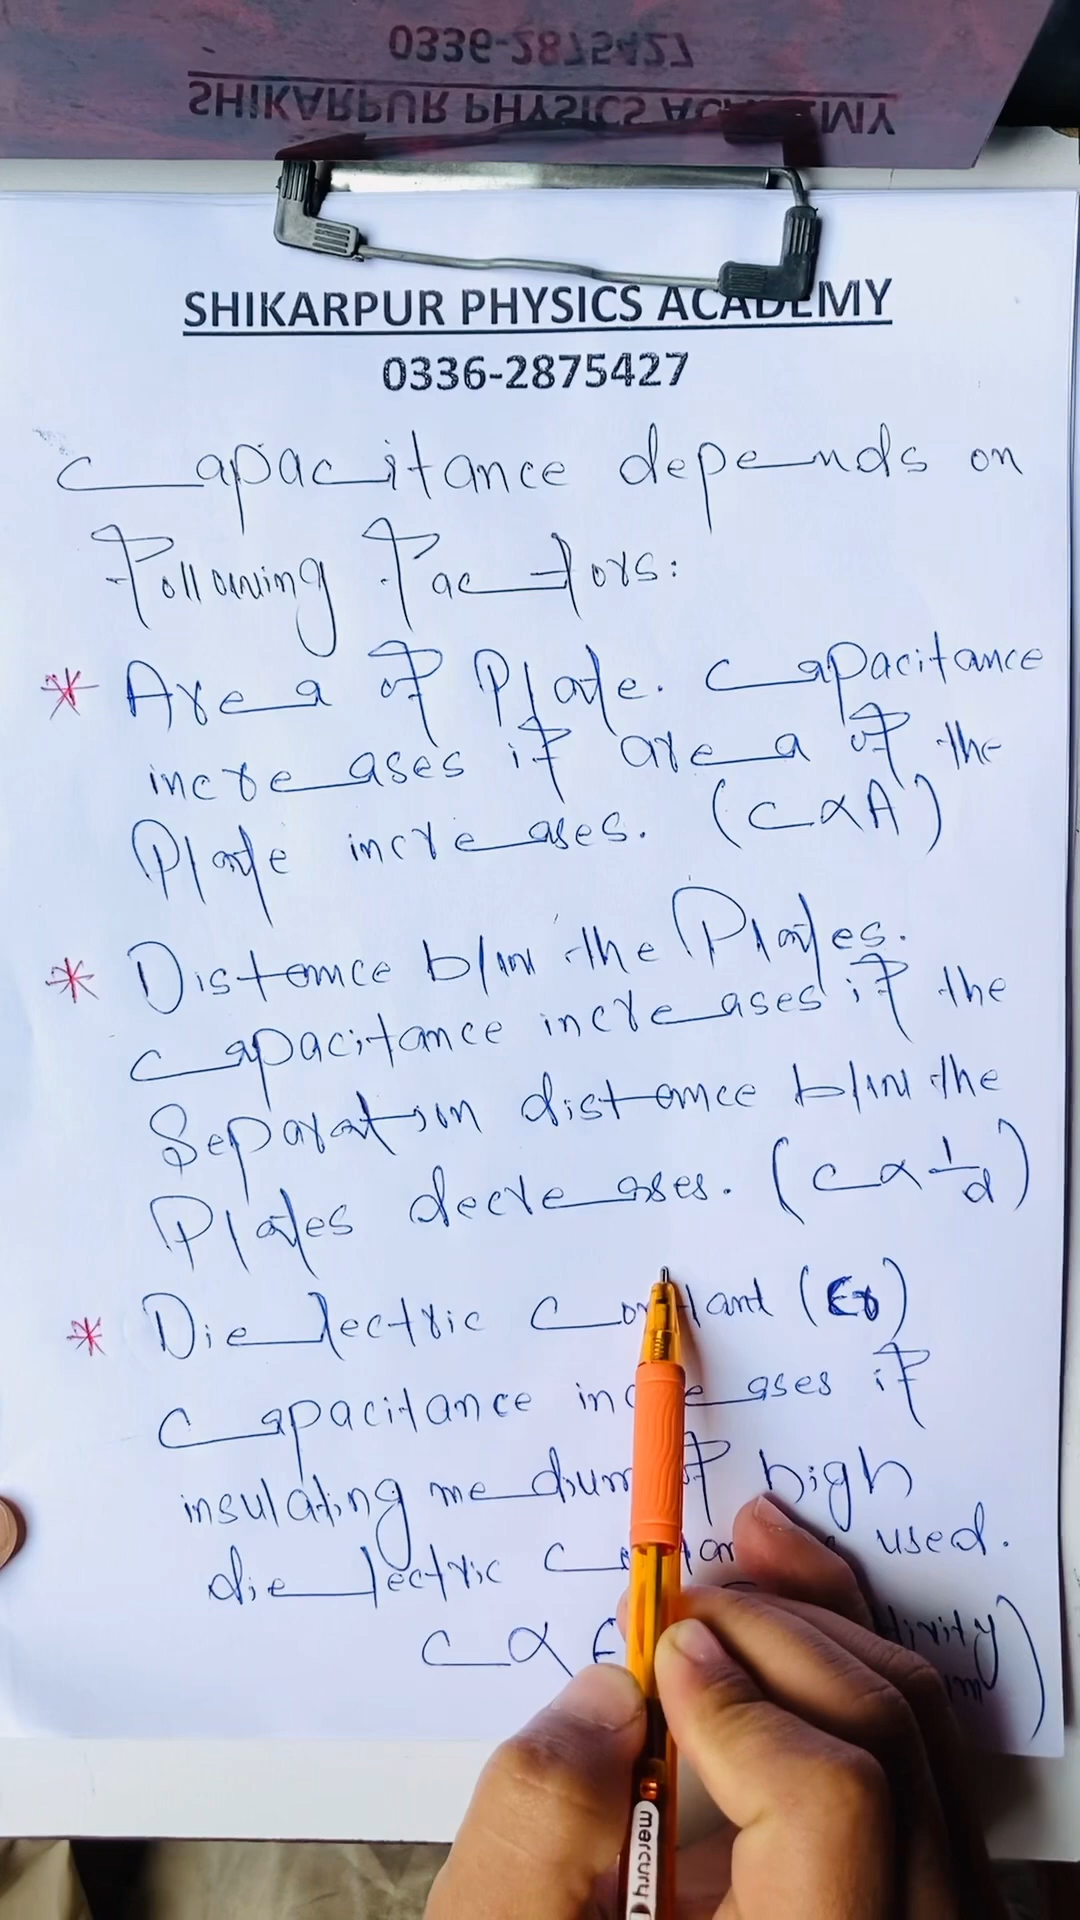 0336-2875427
SHIKARPUR PHYSICS ACADEMY
SHIKARPUR PHYSICS ACADEMY
0336-2875427
Capacitance depends on
Following Factors:
* Area of Plate. Capacitance
increases if area of the
Plate increases. (C ∝ A)
* Distance b/w the Plates.
Capacitance increases if the
Separation distance b/w the
Plates decreases. (C ∝ 1/d)
* Dielectric Constant (εr)
Capacitance increases if
insulating medium of high
dielectric used.
C ∝ ε
mercury